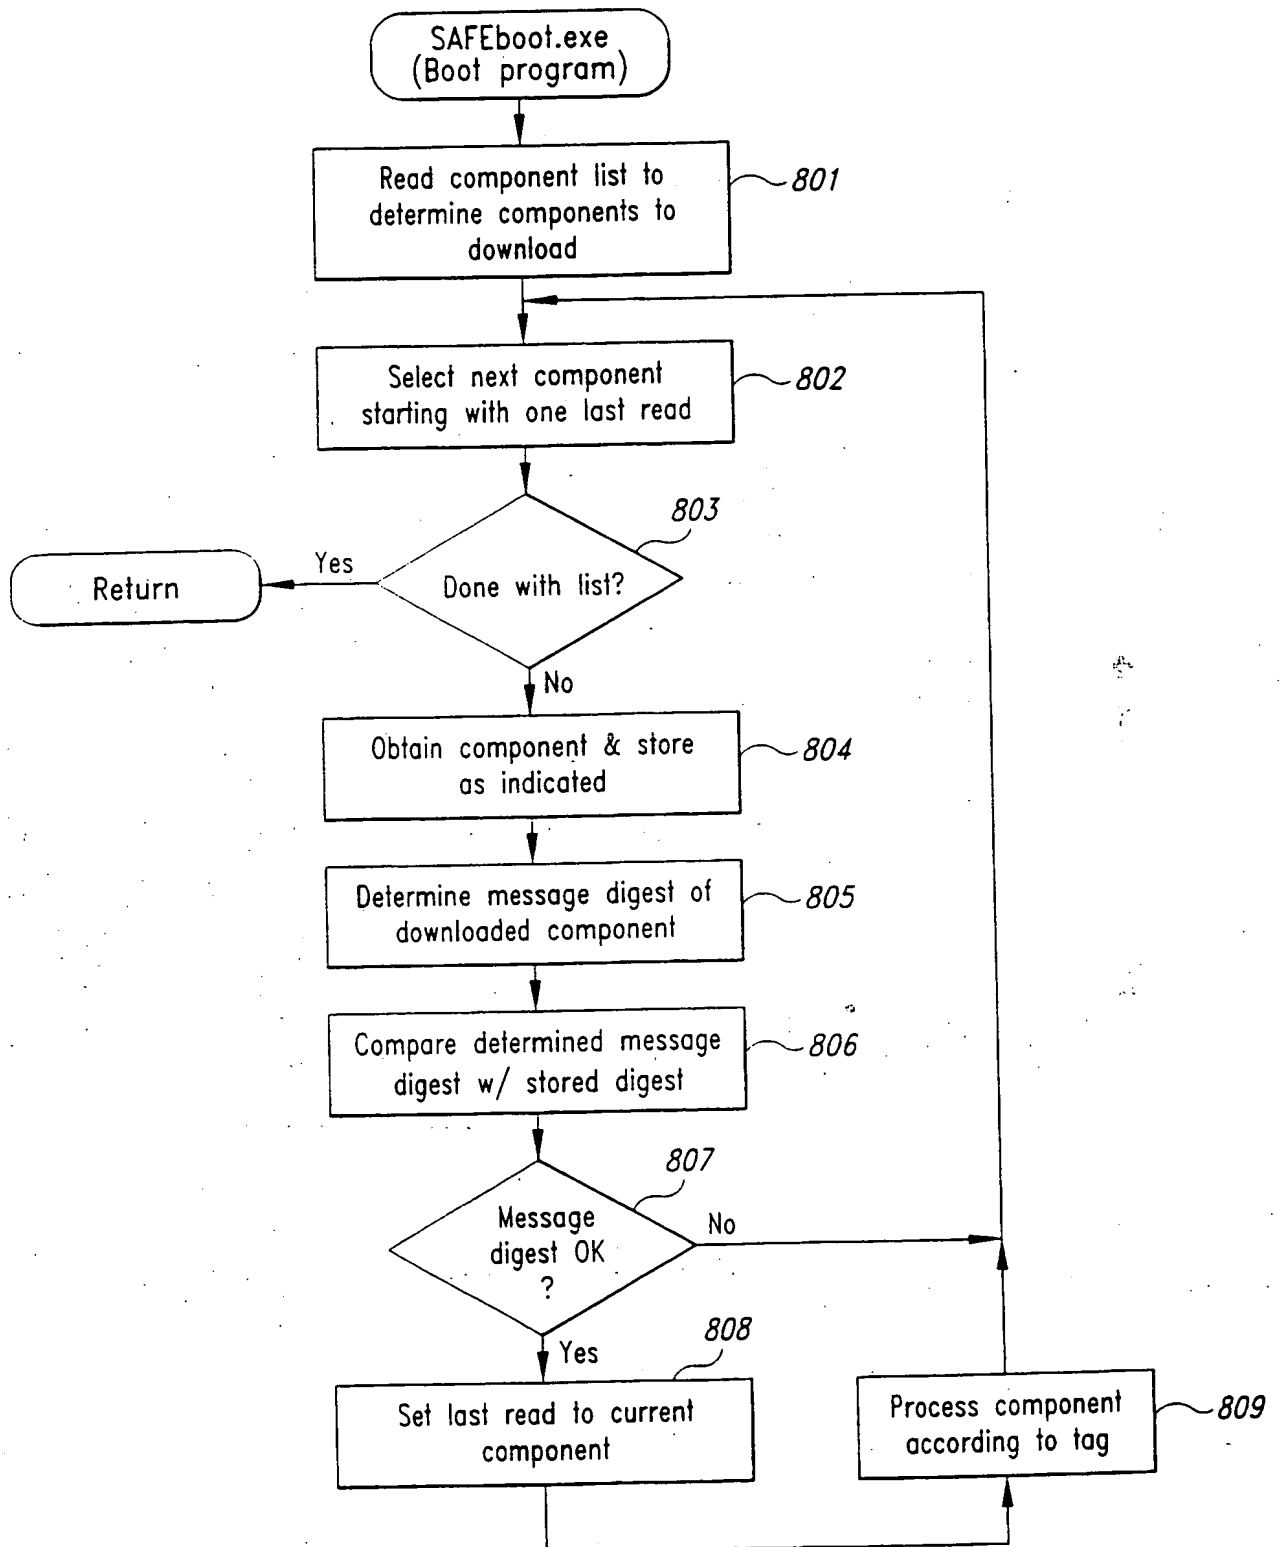 SAFEboot.exe
(Boot program)
Read component list to
determine components to
download
801
Select next component
starting with one last read
802
803
Done with list?
Yes
Return
No
Obtain component & store
as indicated
804
Determine message digest of
downloaded component
805
Compare determined message
digest w/ stored digest
806
807
Message
digest OK
?
No
Yes
808
Set last read to current
component
Process component
according to tag
809